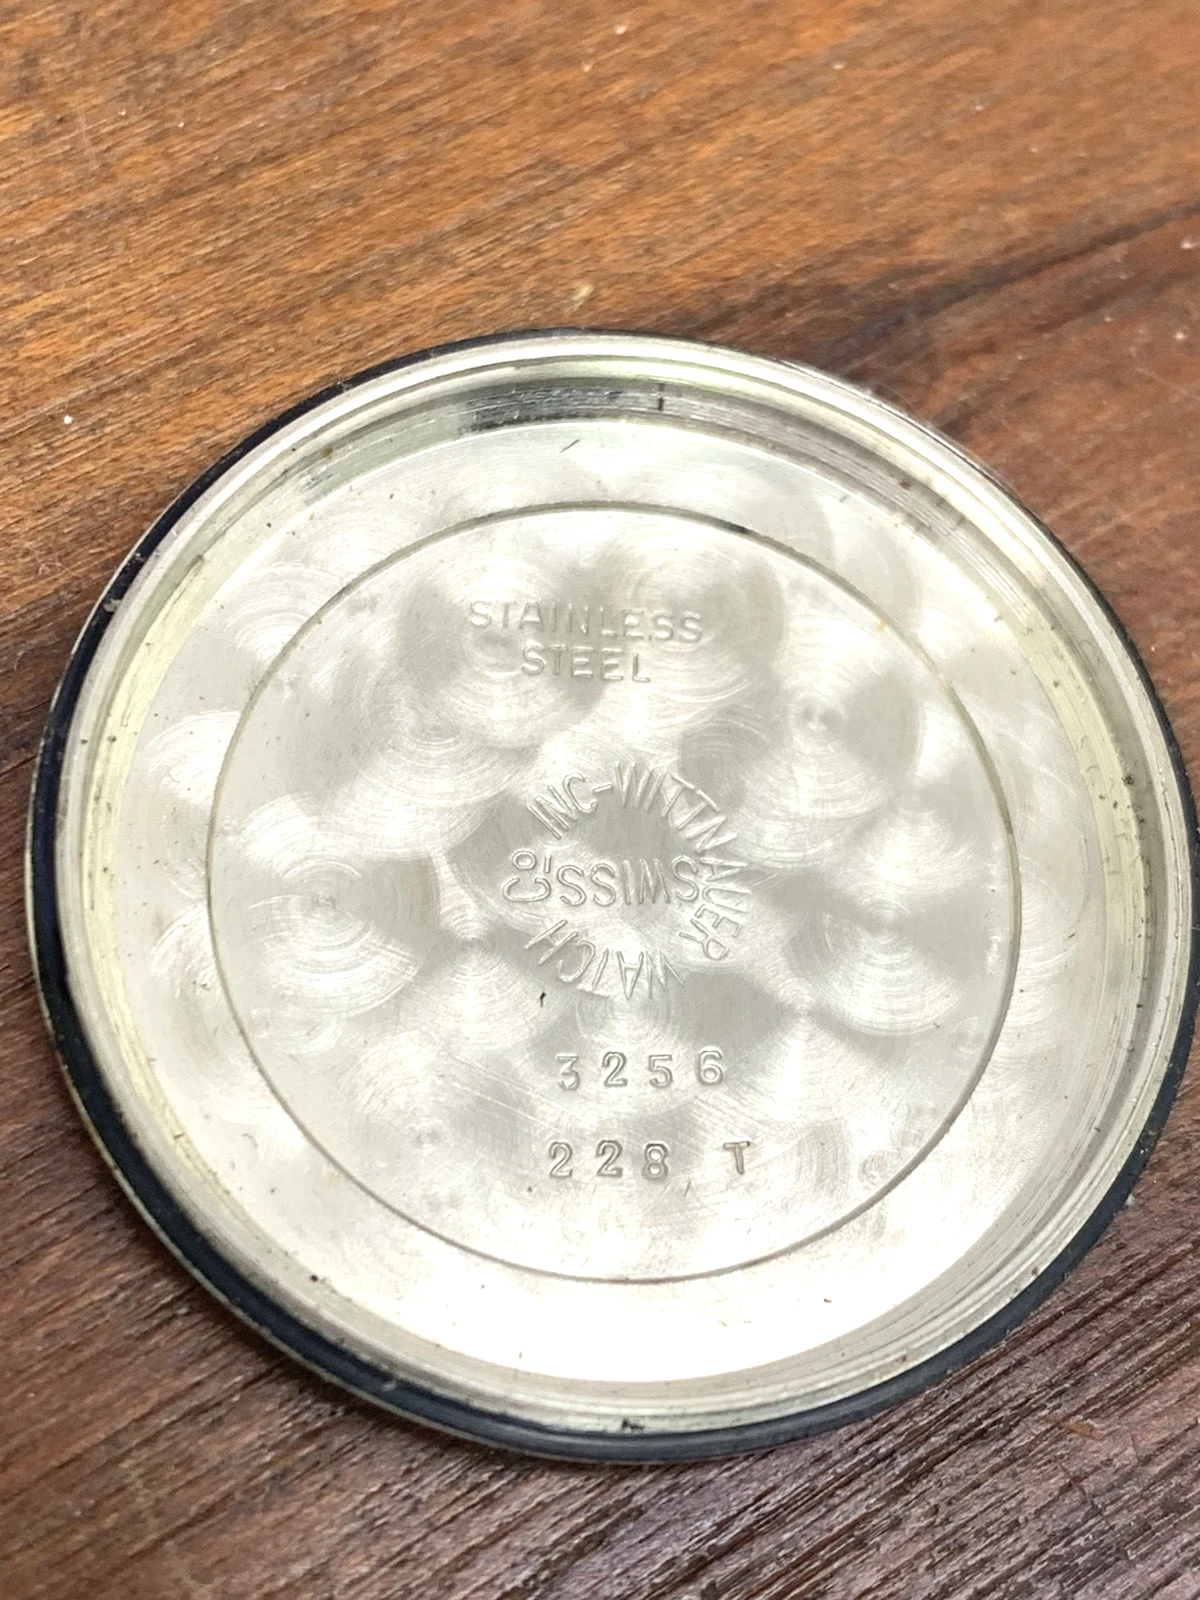 STAINLESS
STEEL
WITTNAUER WATCH Co. INC-
SWISS
3256
228 T